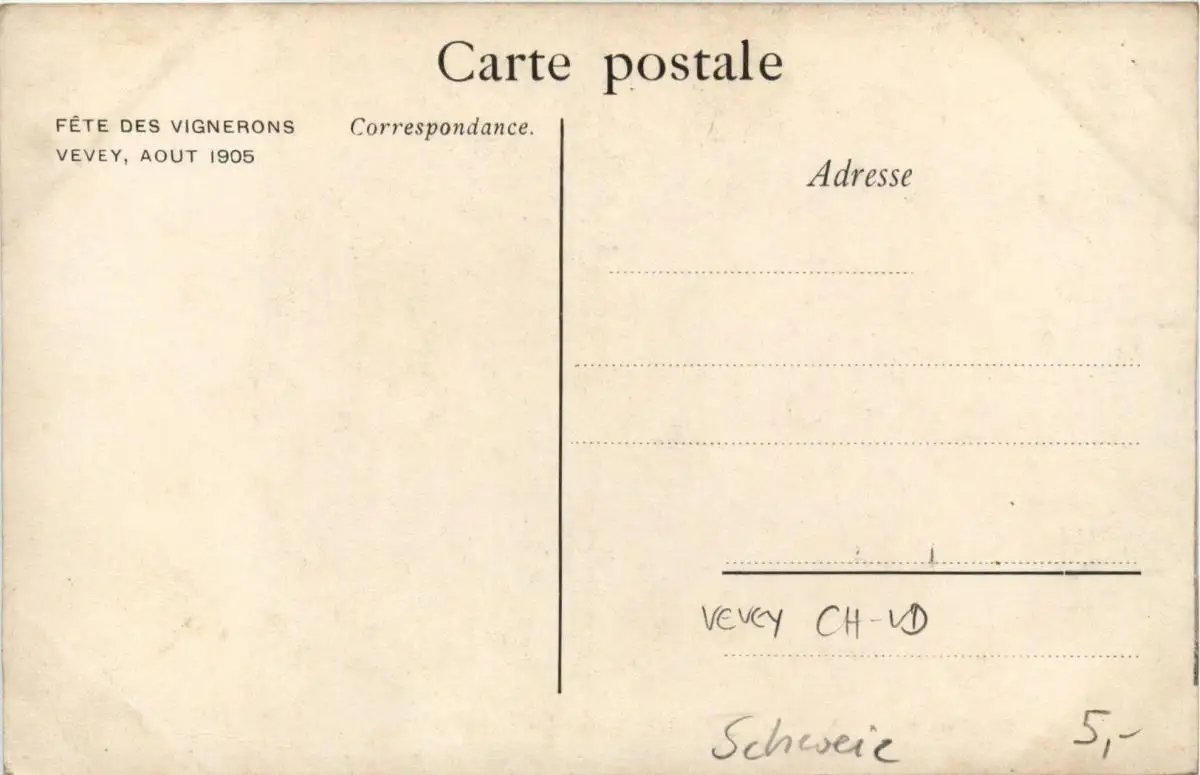 Carte postale
FÊTE DES VIGNERONS
VEVEY, AOUT 1905
Correspondance.
Adresse
VEVEY CH-VD
Schweiz 5,-